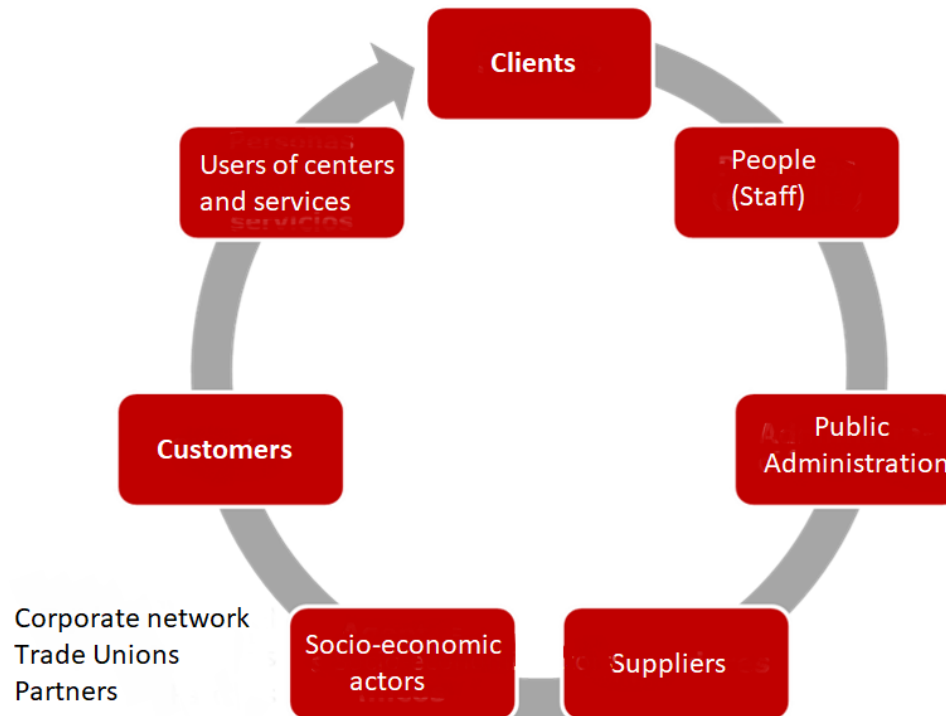 Clients
People
(Staff)
Public
Administration
Suppliers
Socio-economic
actors
Corporate network
Trade Unions
Partners
Customers
Users of centers
and services
servicios